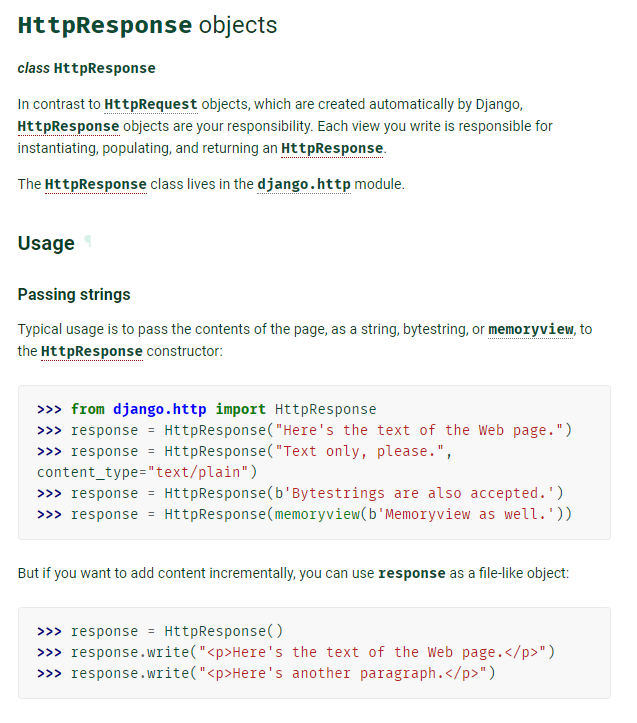 HttpResponse objects
class HttpResponse
In contrast to HttpRequest objects, which are created automatically by Django,
HttpResponse objects are your responsibility. Each view you write is responsible for
instantiating, populating, and returning an HttpResponse.
The HttpResponse class lives in the django.http module.
Usage ¶
Passing strings
Typical usage is to pass the contents of the page, as a string, bytestring, or memoryview, to
the HttpResponse constructor:
>>> from django.http import HttpResponse
>>> response = HttpResponse("Here's the text of the Web page.")
>>> response = HttpResponse("Text only, please.",
content_type="text/plain")
>>> response = HttpResponse(b'Bytestrings are also accepted.')
>>> response = HttpResponse(memoryview(b'Memoryview as well.'))
But if you want to add content incrementally, you can use response as a file-like object:
>>> response = HttpResponse()
>>> response.write("<p>Here's the text of the Web page.</p>")
>>> response.write("<p>Here's another paragraph.</p>")